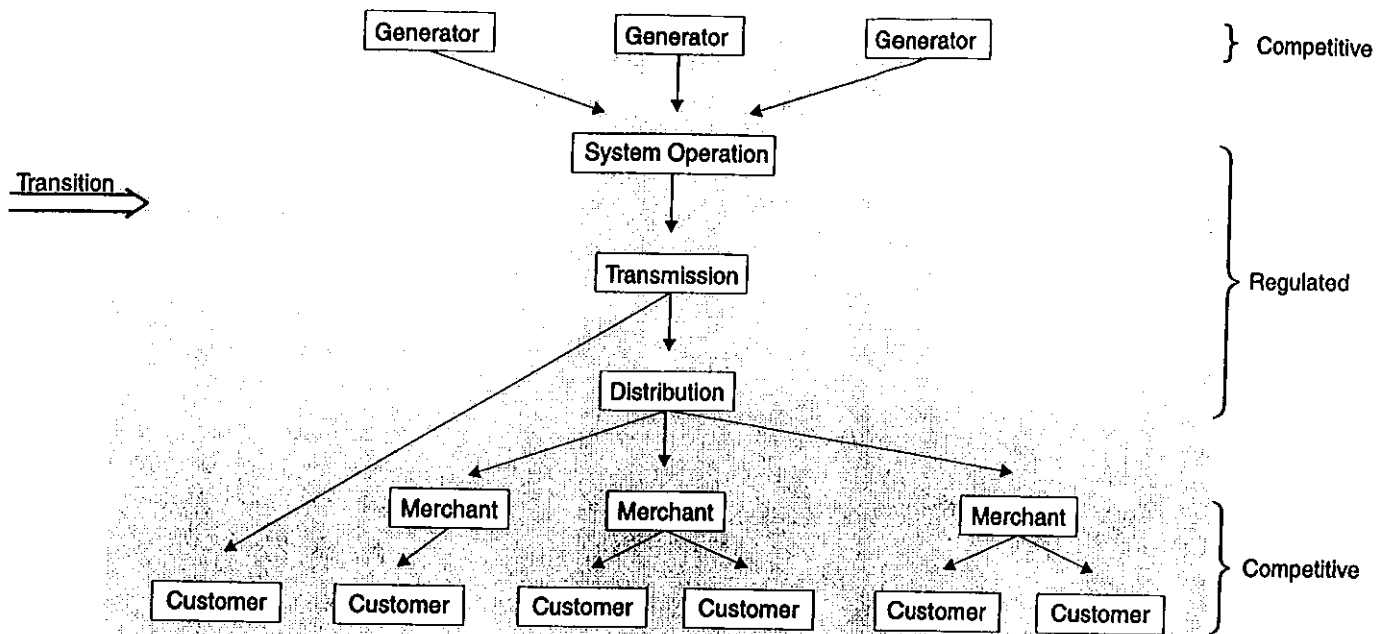 Generator
Generator
Generator
Competitive
System Operation
Transition
Transmission
Regulated
Distribution
Merchant
Merchant
Merchant
Competitive
Customer
Customer
Customer
Customer
Customer
Customer